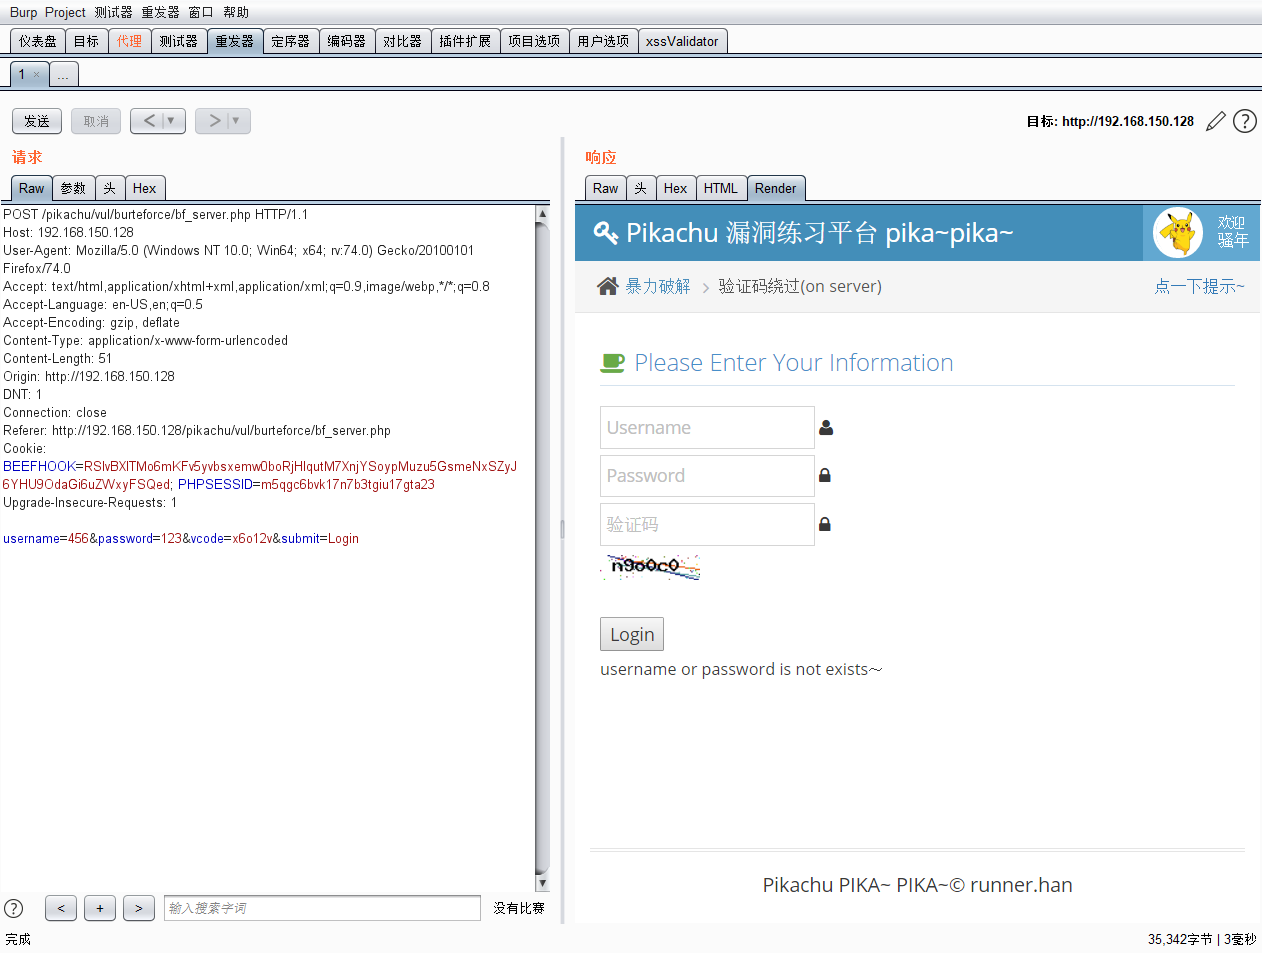 Burp Project 测试器 重发器 窗口 帮助
仪表盘 目标 代理 测试器 重发器 定序器 编码器 对比器 插件扩展 项目选项 用户选项 xssValidator
1 × ...
发送 取消 < ▼ > ▼ 目标: http://192.168.150.128 ?
请求
Raw 参数 头 Hex
POST /pikachu/vul/burteforce/bf_server.php HTTP/1.1
Host: 192.168.150.128
User-Agent: Mozilla/5.0 (Windows NT 10.0; Win64; x64; rv:74.0) Gecko/20100101
Firefox/74.0
Accept: text/html,application/xhtml+xml,application/xml;q=0.9,image/webp,*/*;q=0.8
Accept-Language: en-US,en;q=0.5
Accept-Encoding: gzip, deflate
Content-Type: application/x-www-form-urlencoded
Content-Length: 51
Origin: http://192.168.150.128
DNT: 1
Connection: close
Referer: http://192.168.150.128/pikachu/vul/burteforce/bf_server.php
Cookie:
PHPSESSID=m5qgc6bvk17n7b3tgiu17gta23
Upgrade-Insecure-Requests: 1
username=456&password=123&vcode=x6o12v&submit=Login
? < + > 输入搜索字词 没有比赛
完成
响应
Raw 头 Hex HTML Render
Pikachu 漏洞练习平台 pika~pika~
欢迎
骚年
暴力破解 > 验证码绕过(on server) 点一下提示~
Please Enter Your Information
Username
Password
验证码
n9o0c0
Login
username or password is not exists～
Pikachu PIKA~ PIKA~© runner.han
35,342字节 | 3毫秒